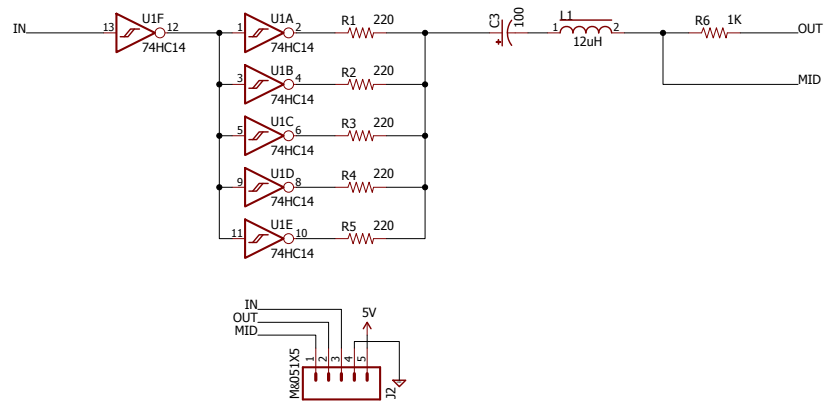 IN 13 U1F 12 74HC14
1 U1A 2 74HC14 R1 220
C3 100 + L1 1 2 12uH
R6 1K OUT
MID
3 U1B 4 74HC14 R2 220
5 U1C 6 74HC14 R3 220
9 U1D 8 74HC14 R4 220
11 U1E 10 74HC14 R5 220
IN
OUT
MID
5V
1 2 3 4 5
M&051X5
J2